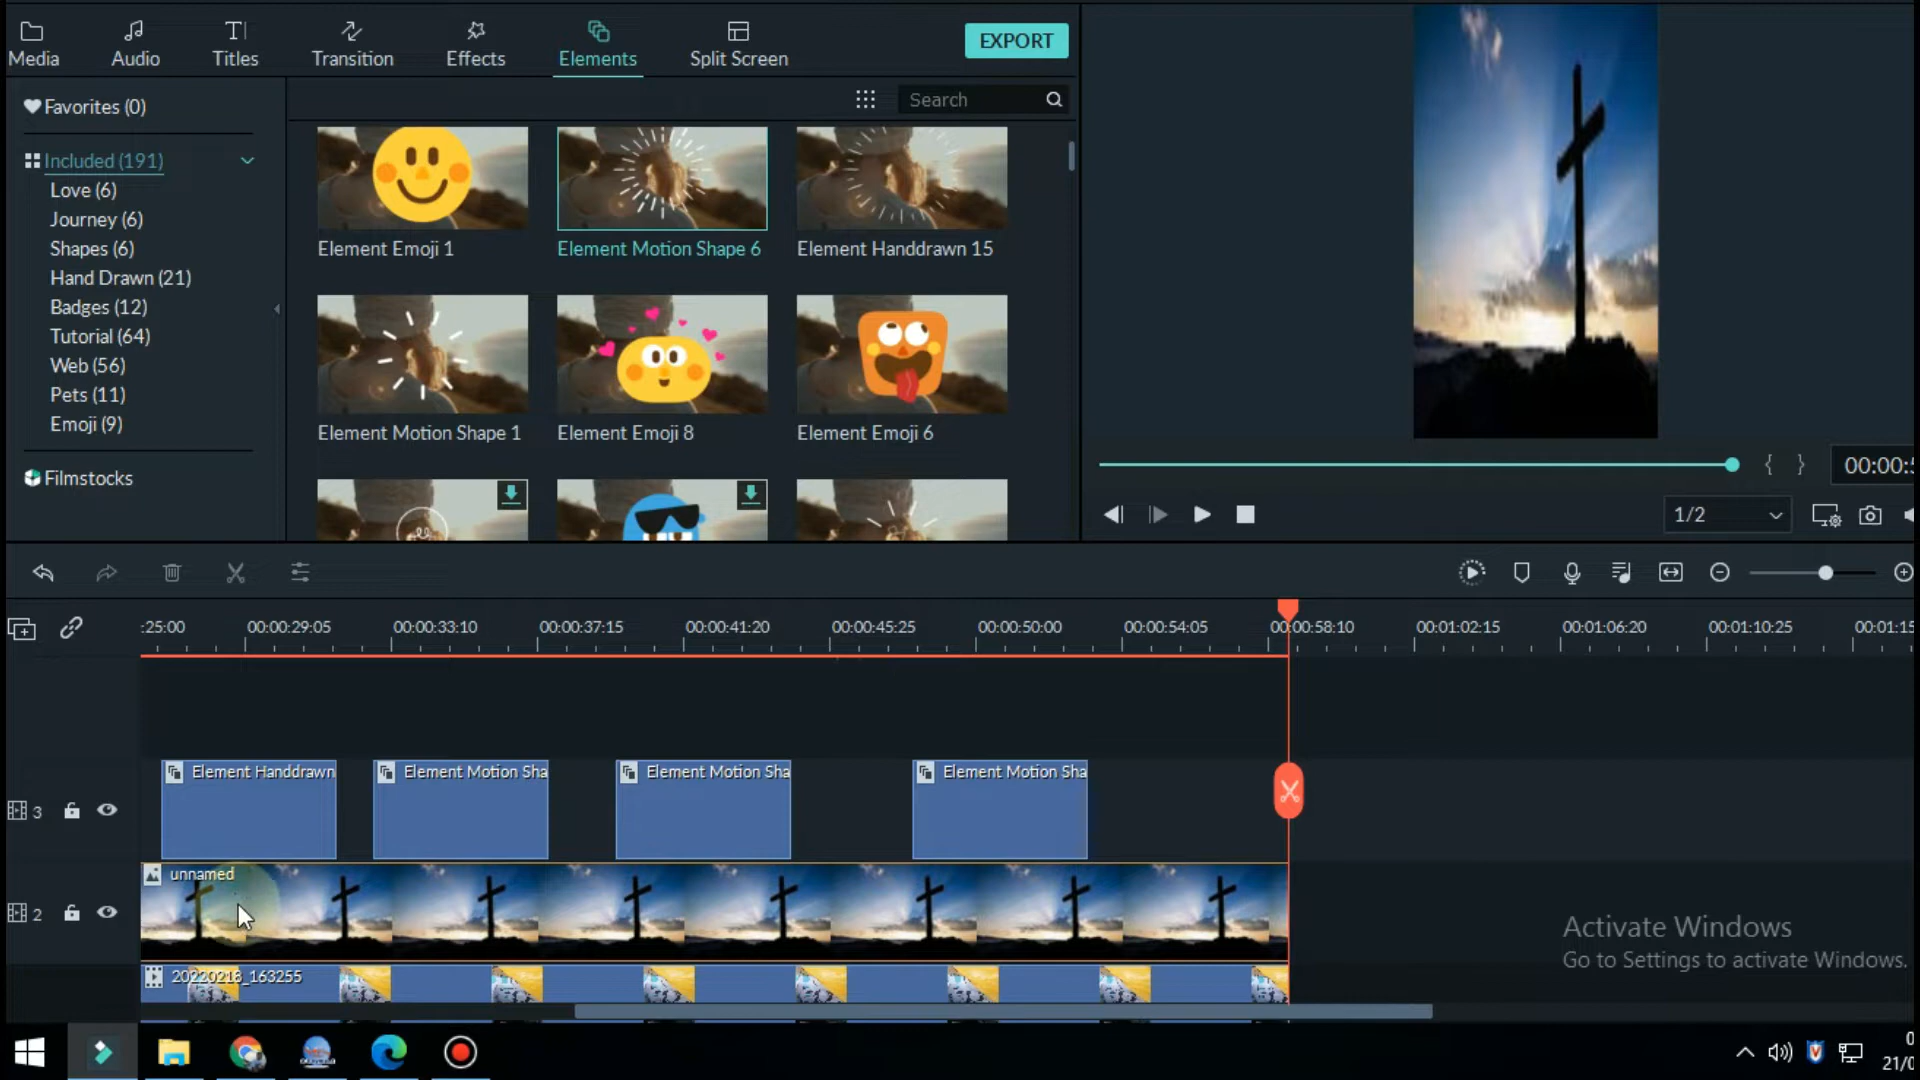 Media
Audio
Titles
Transition
Effects
Elements
Split Screen
EXPORT
Favorites (0)
Search
Included (191)
Love (6)
Journey (6)
Shapes (6)
Hand Drawn (21)
Badges (12)
Tutorial (64)
Web (56)
Pets (11)
Emoji (9)
Filmstocks
Element Emoji 1
Element Motion Shape 6
Element Handdrawn 15
Element Motion Shape 1
Element Emoji 8
Element Emoji 6
{ }
00:00:5
1/2
:25:00
00:00:29:05
00:00:33:10
00:00:37:15
00:00:41:20
00:00:45:25
00:00:50:00
00:00:54:05
00:00:58:10
00:01:02:15
00:01:06:20
00:01:10:25
00:01:15
Element Handdrawn
Element Motion Sha
Element Motion Sha
Element Motion Sha
3
unnamed
2
20220218_163255
Activate Windows
Go to Settings to activate Windows.
0
21/0